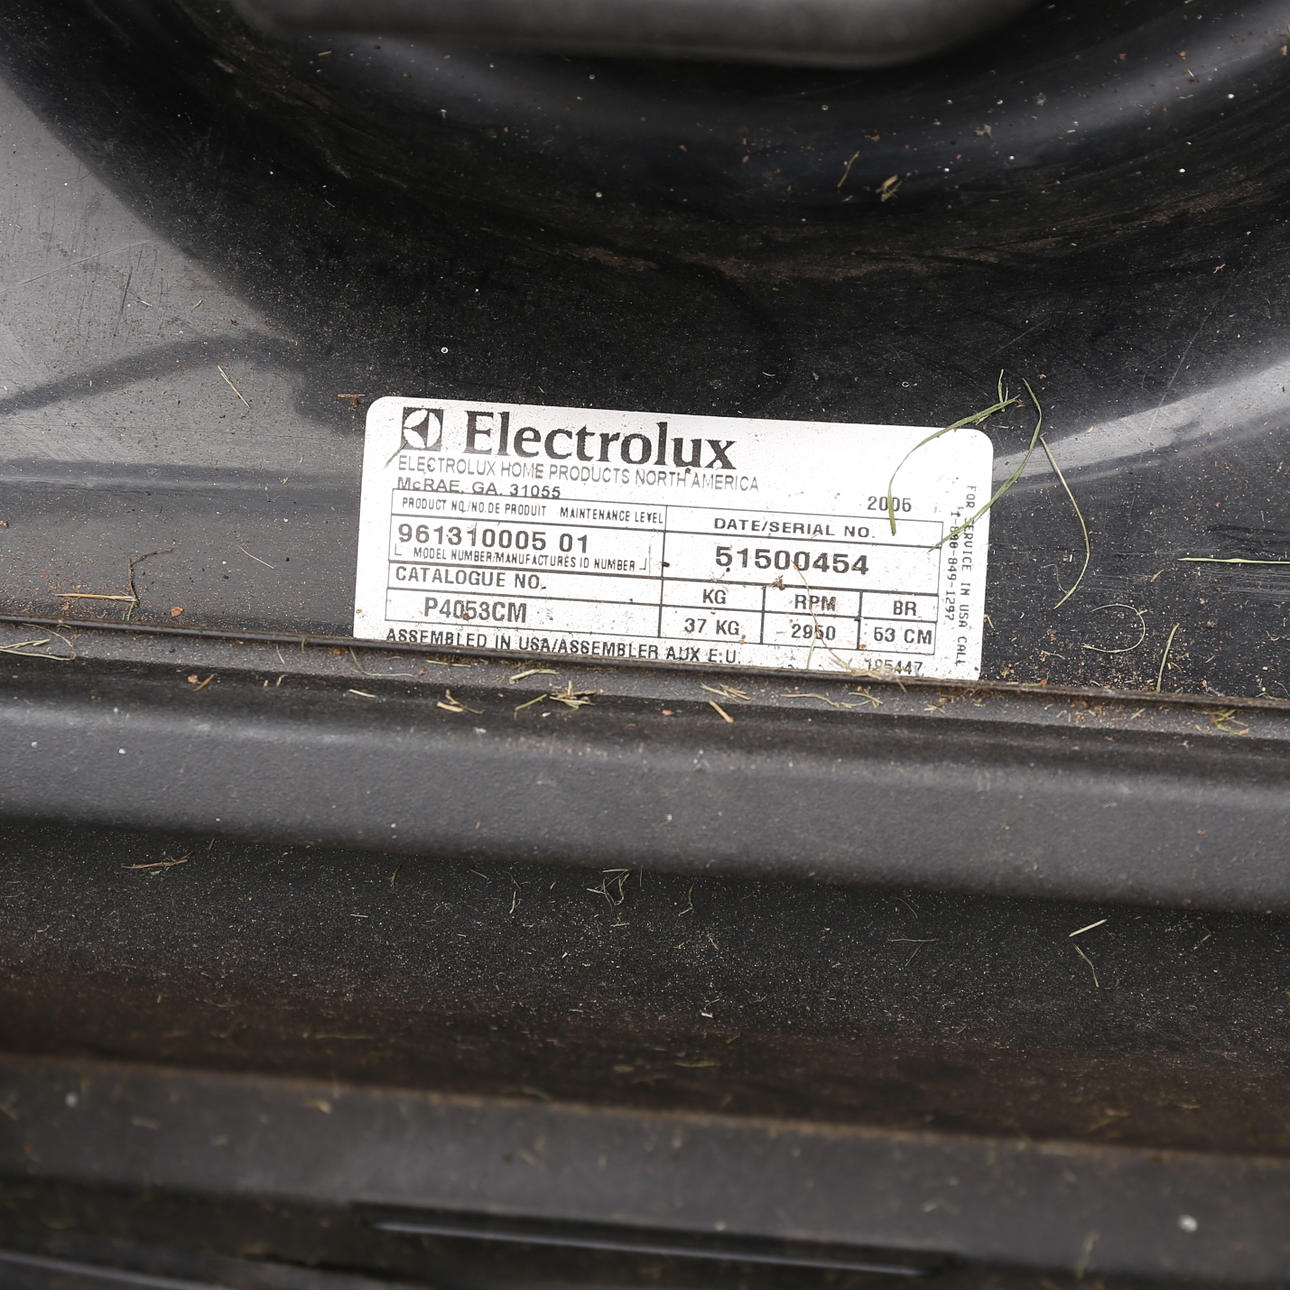 Electrolux
ELECTROLUX HOME PRODUCTS NORTH AMERICA
McRAE, GA. 31055
2005
PRODUCT NO./NO.DE PRODUIT MAINTENANCE LEVEL
961310005 01
MODEL NUMBER/MANUFACTURES ID NUMBER
DATE/SERIAL NO.
51500454
CATALOGUE NO.
P4053CM
KG
RPM
BR
37 KG
2950
53 CM
ASSEMBLED IN USA/ASSEMBLER AUX E.U.
195447
FOR SERVICE IN USA CALL